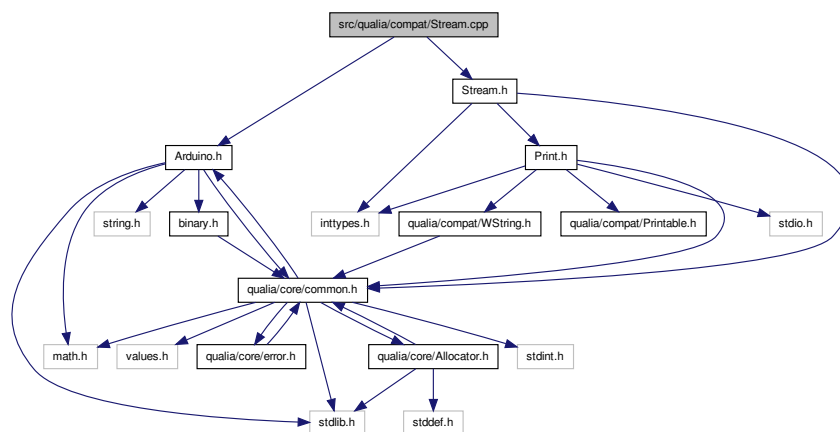 src/qualia/compat/Stream.cpp
Stream.h
Arduino.h
Print.h
string.h
binary.h
inttypes.h
qualia/compat/WString.h
qualia/compat/Printable.h
stdio.h
qualia/core/common.h
math.h
values.h
qualia/core/error.h
qualia/core/Allocator.h
stdint.h
stdlib.h
stddef.h